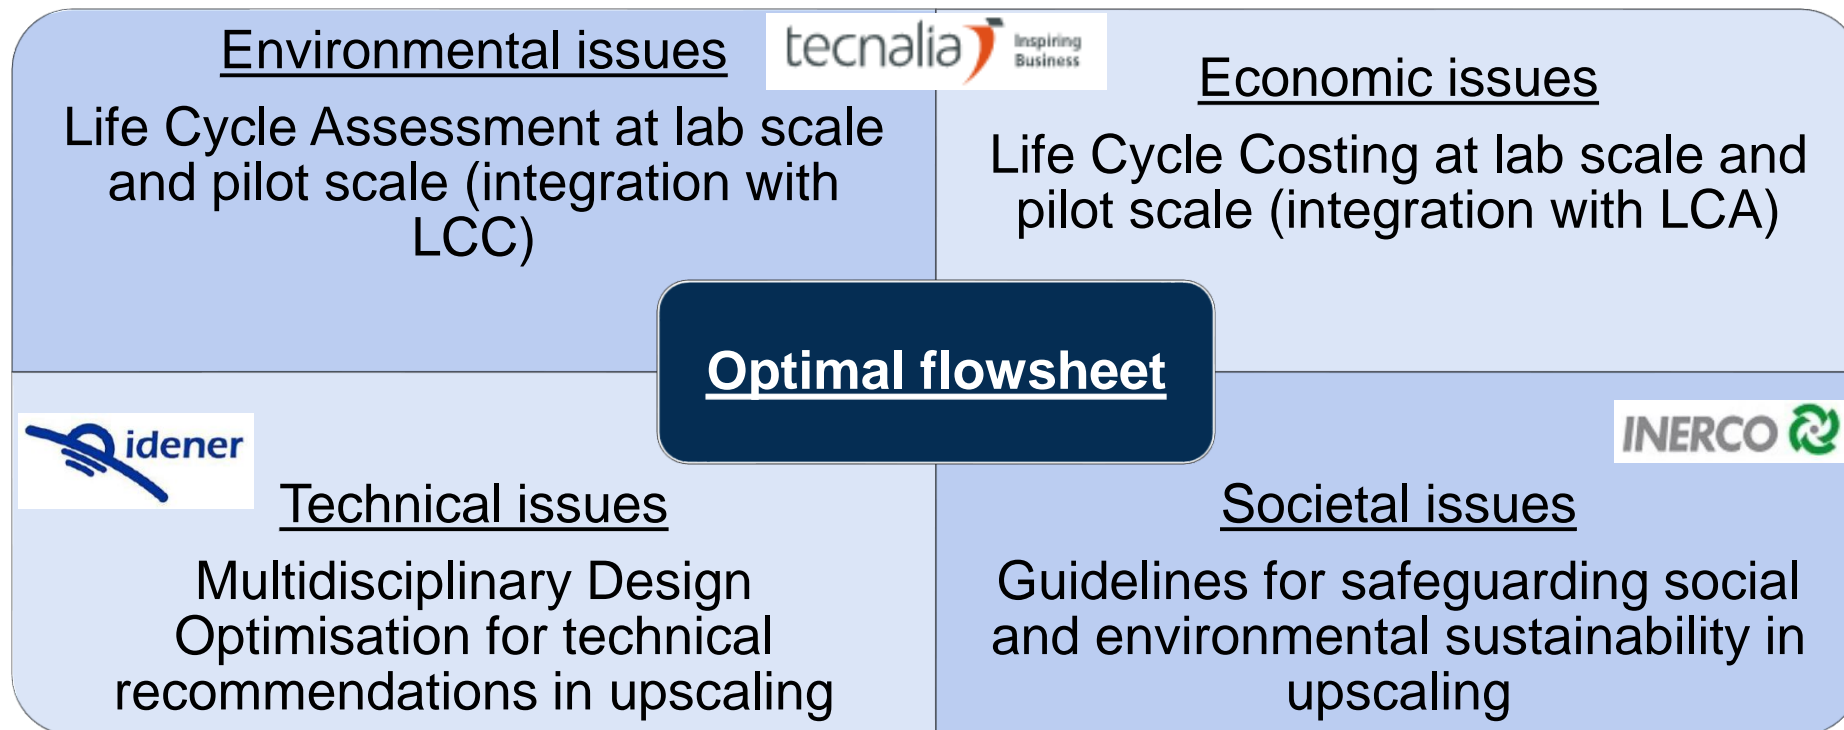 Environmental issues
Life Cycle Assessment at lab scale
and pilot scale (integration with
LCC)
tecnalia
Inspiring
Business
Economic issues
Life Cycle Costing at lab scale and
pilot scale (integration with LCA)
Optimal flowsheet
idener
Technical issues
Multidisciplinary Design
Optimisation for technical
recommendations in upscaling
INERCO
Societal issues
Guidelines for safeguarding social
and environmental sustainability in
upscaling